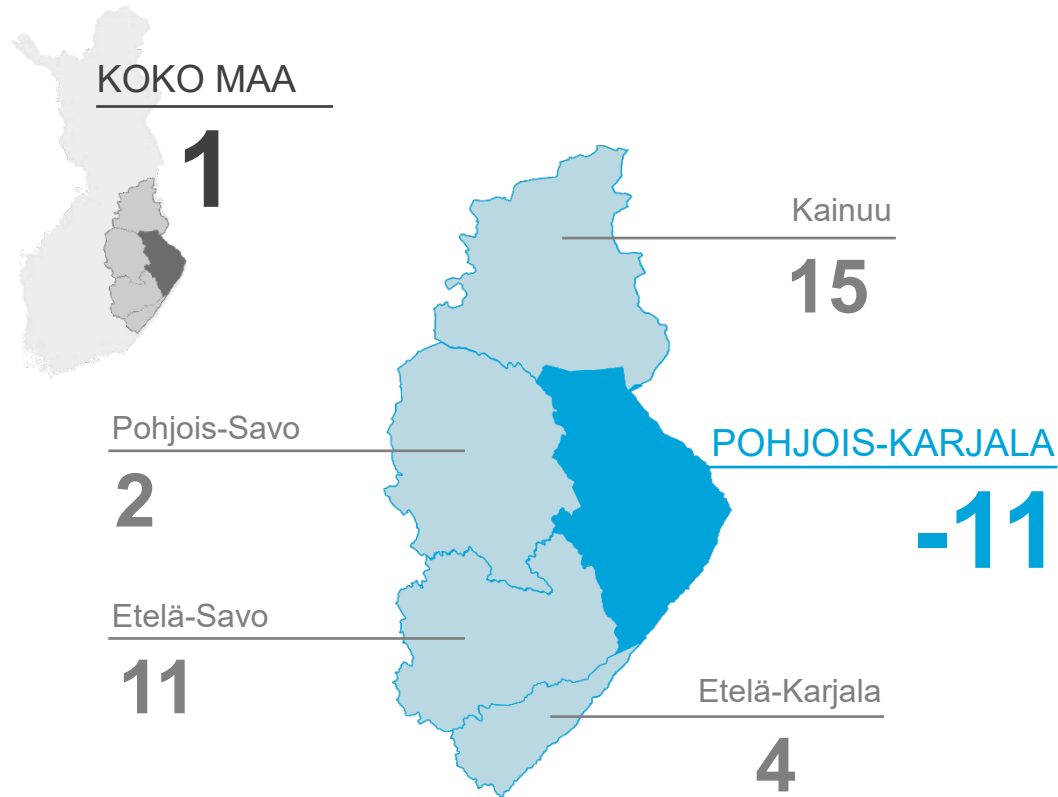 KOKO MAA
1
Kainuu
15
Pohjois-Savo
2
POHJOIS-KARJALA
-11
Etelä-Savo
11
Etelä-Karjala
4